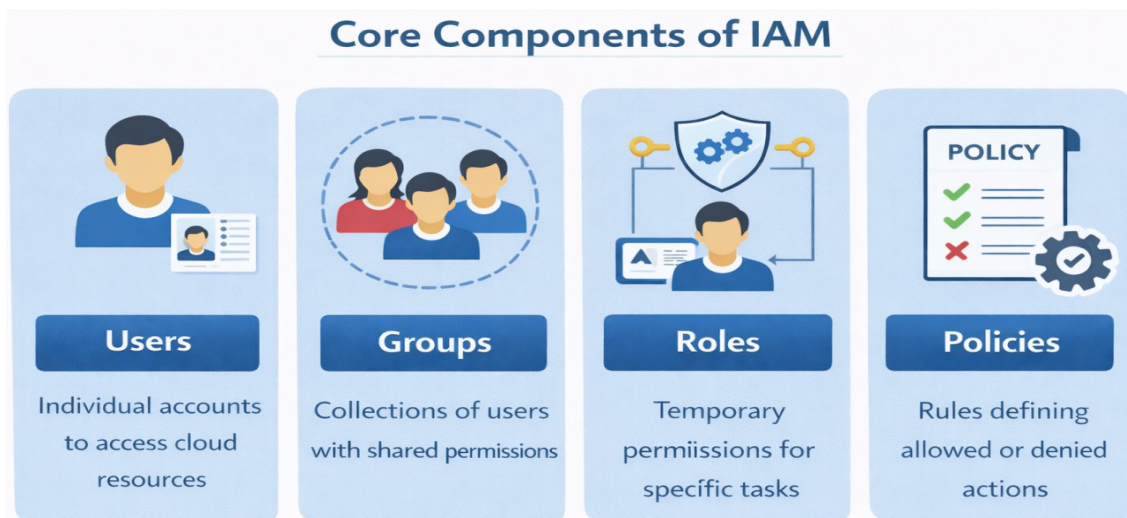 Core Components of IAM
POLICY
Users
Individual accounts
to access cloud
resources
Groups
Collections of users
with shared permissions
Roles
Temporary
permiissions for
specific tasks
Policies
Rules defining
allowed or denied
actions